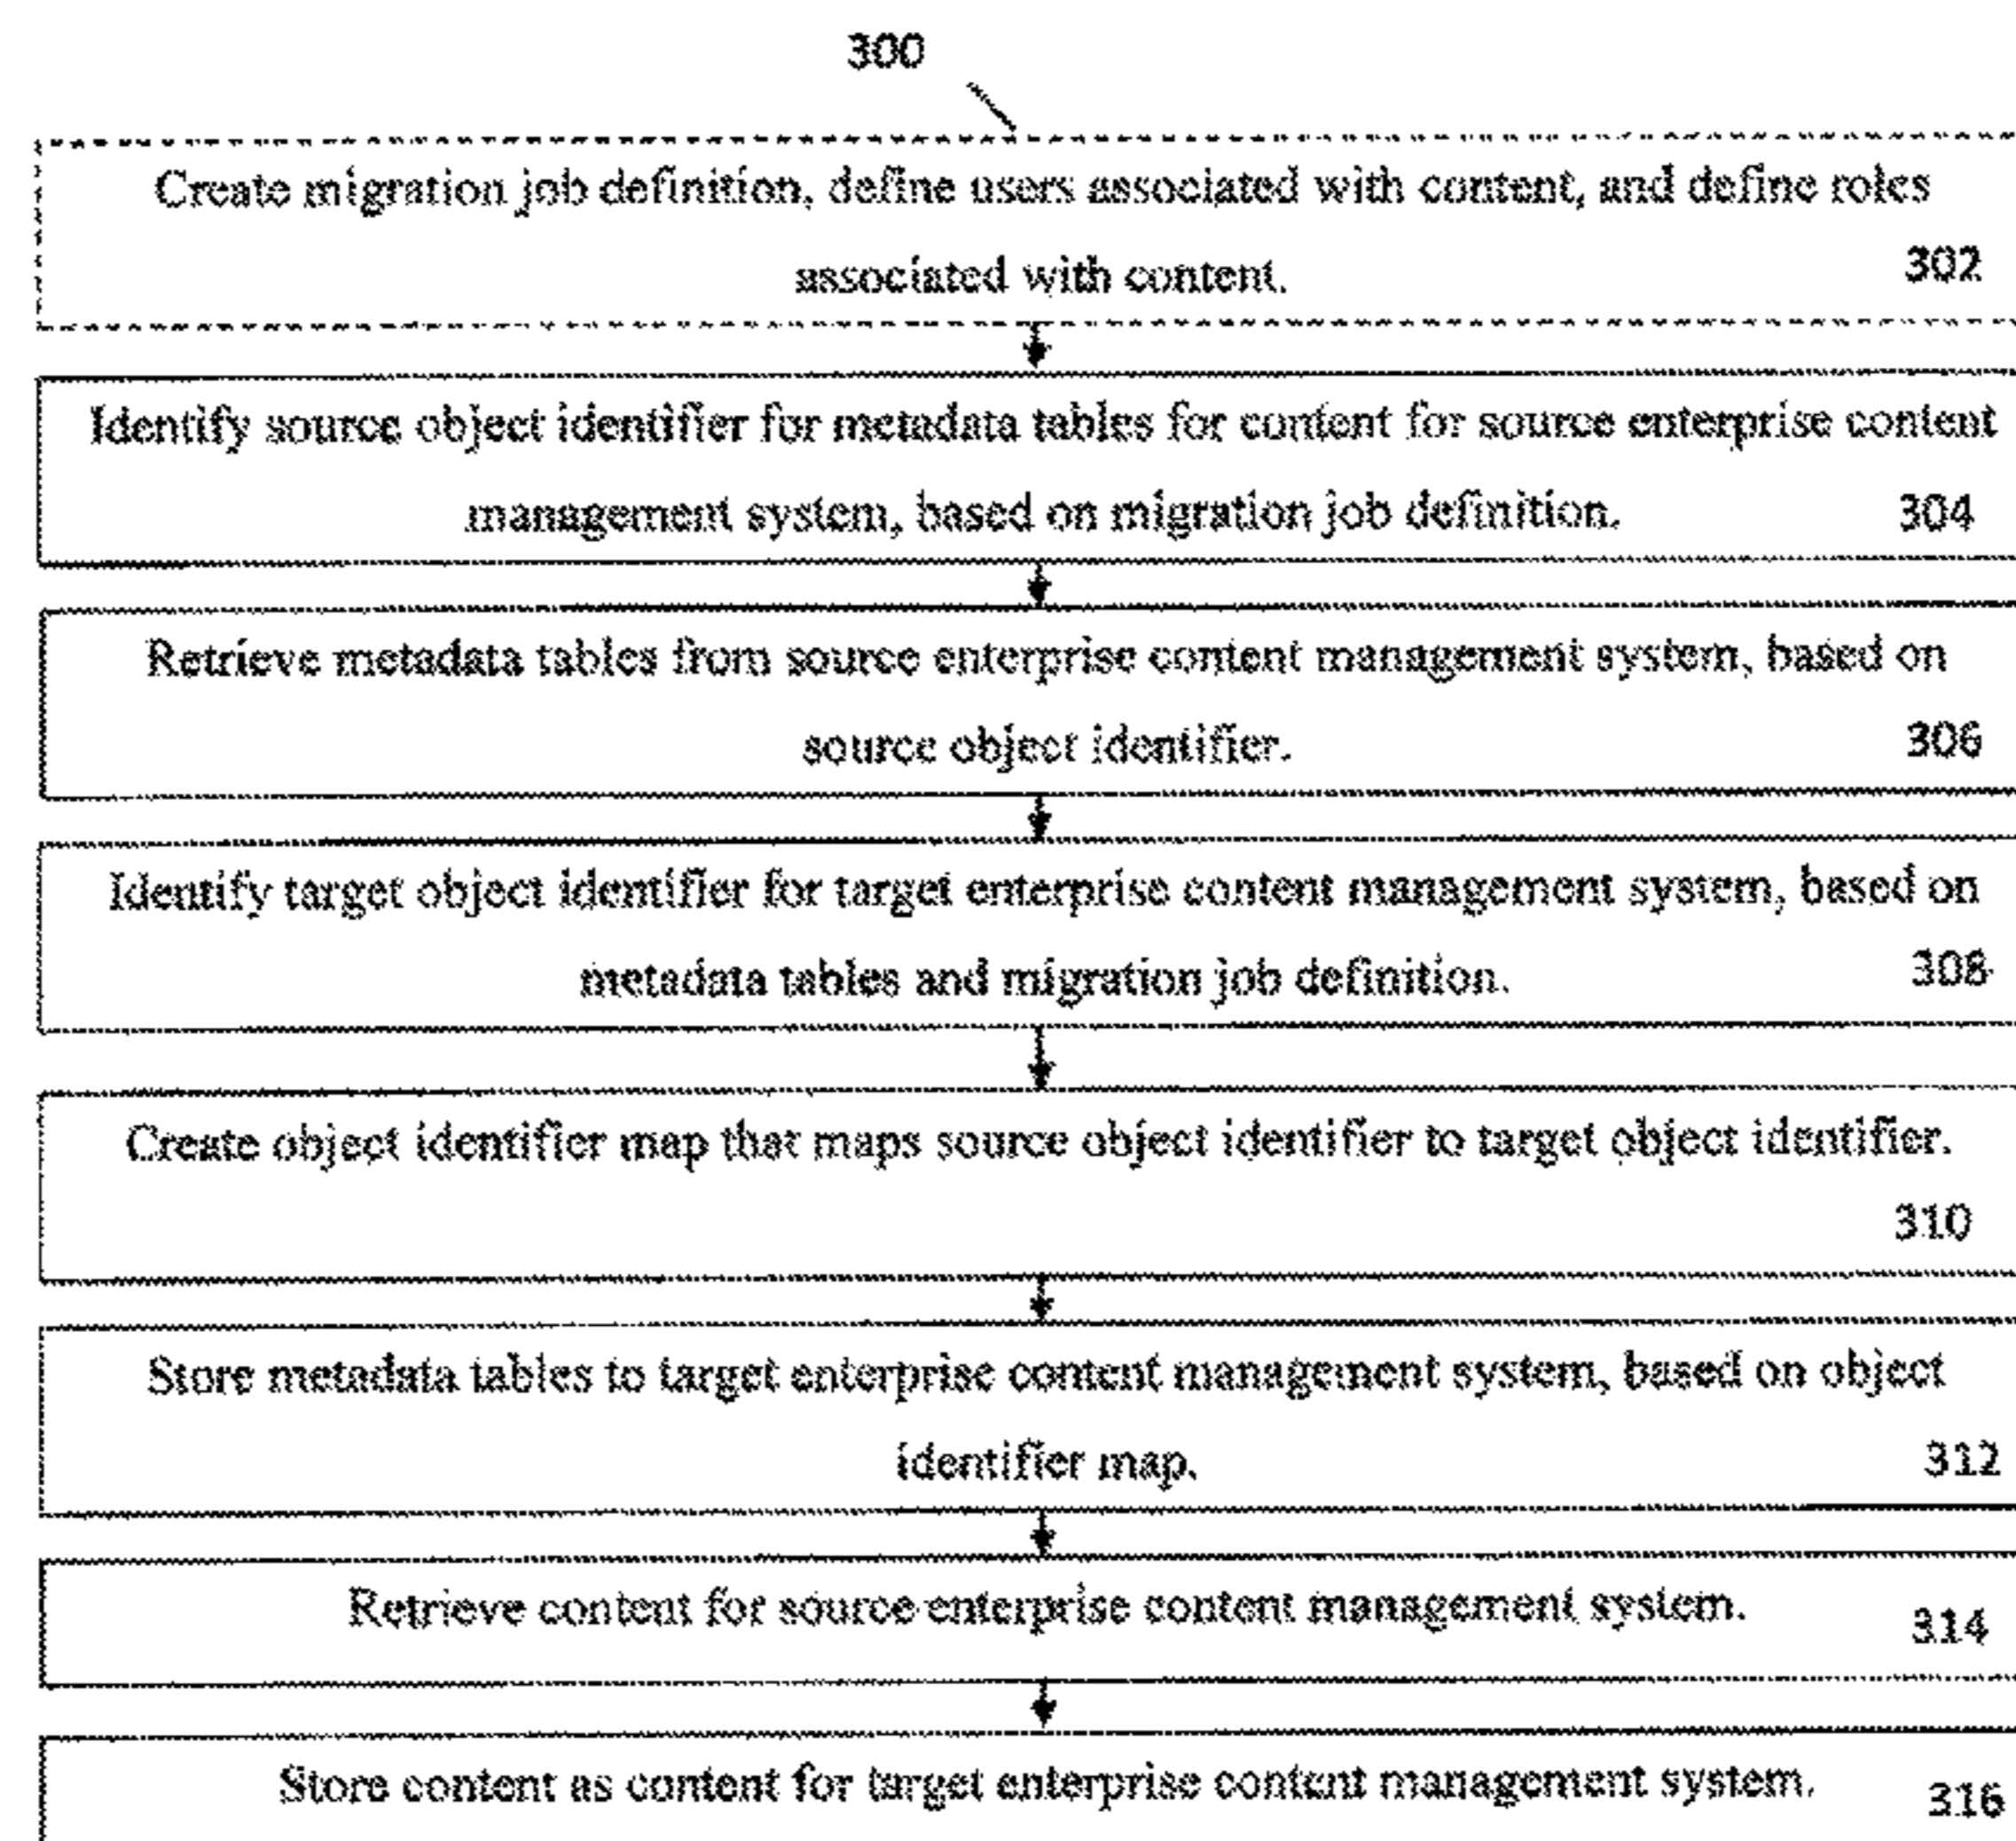 300
Create migration job definition, define users associated with content, and define roles
associated with content.
302
Identify source object identifier for metadata tables for content for source enterprise content
management system, based on migration job definition.
304
Retrieve metadata tables from source enterprise content management system, based on
source object identifier.
306
Identify target object identifier for target enterprise content management system, based on
metadata tables and migration job definition.
308
Create object identifier map that maps source object identifier to target object identifier.
310
Store metadata tables to target enterprise content management system, based on object
identifier map.
312
Retrieve content for source enterprise content management system.
314
Store content as content for target enterprise content management system.
316